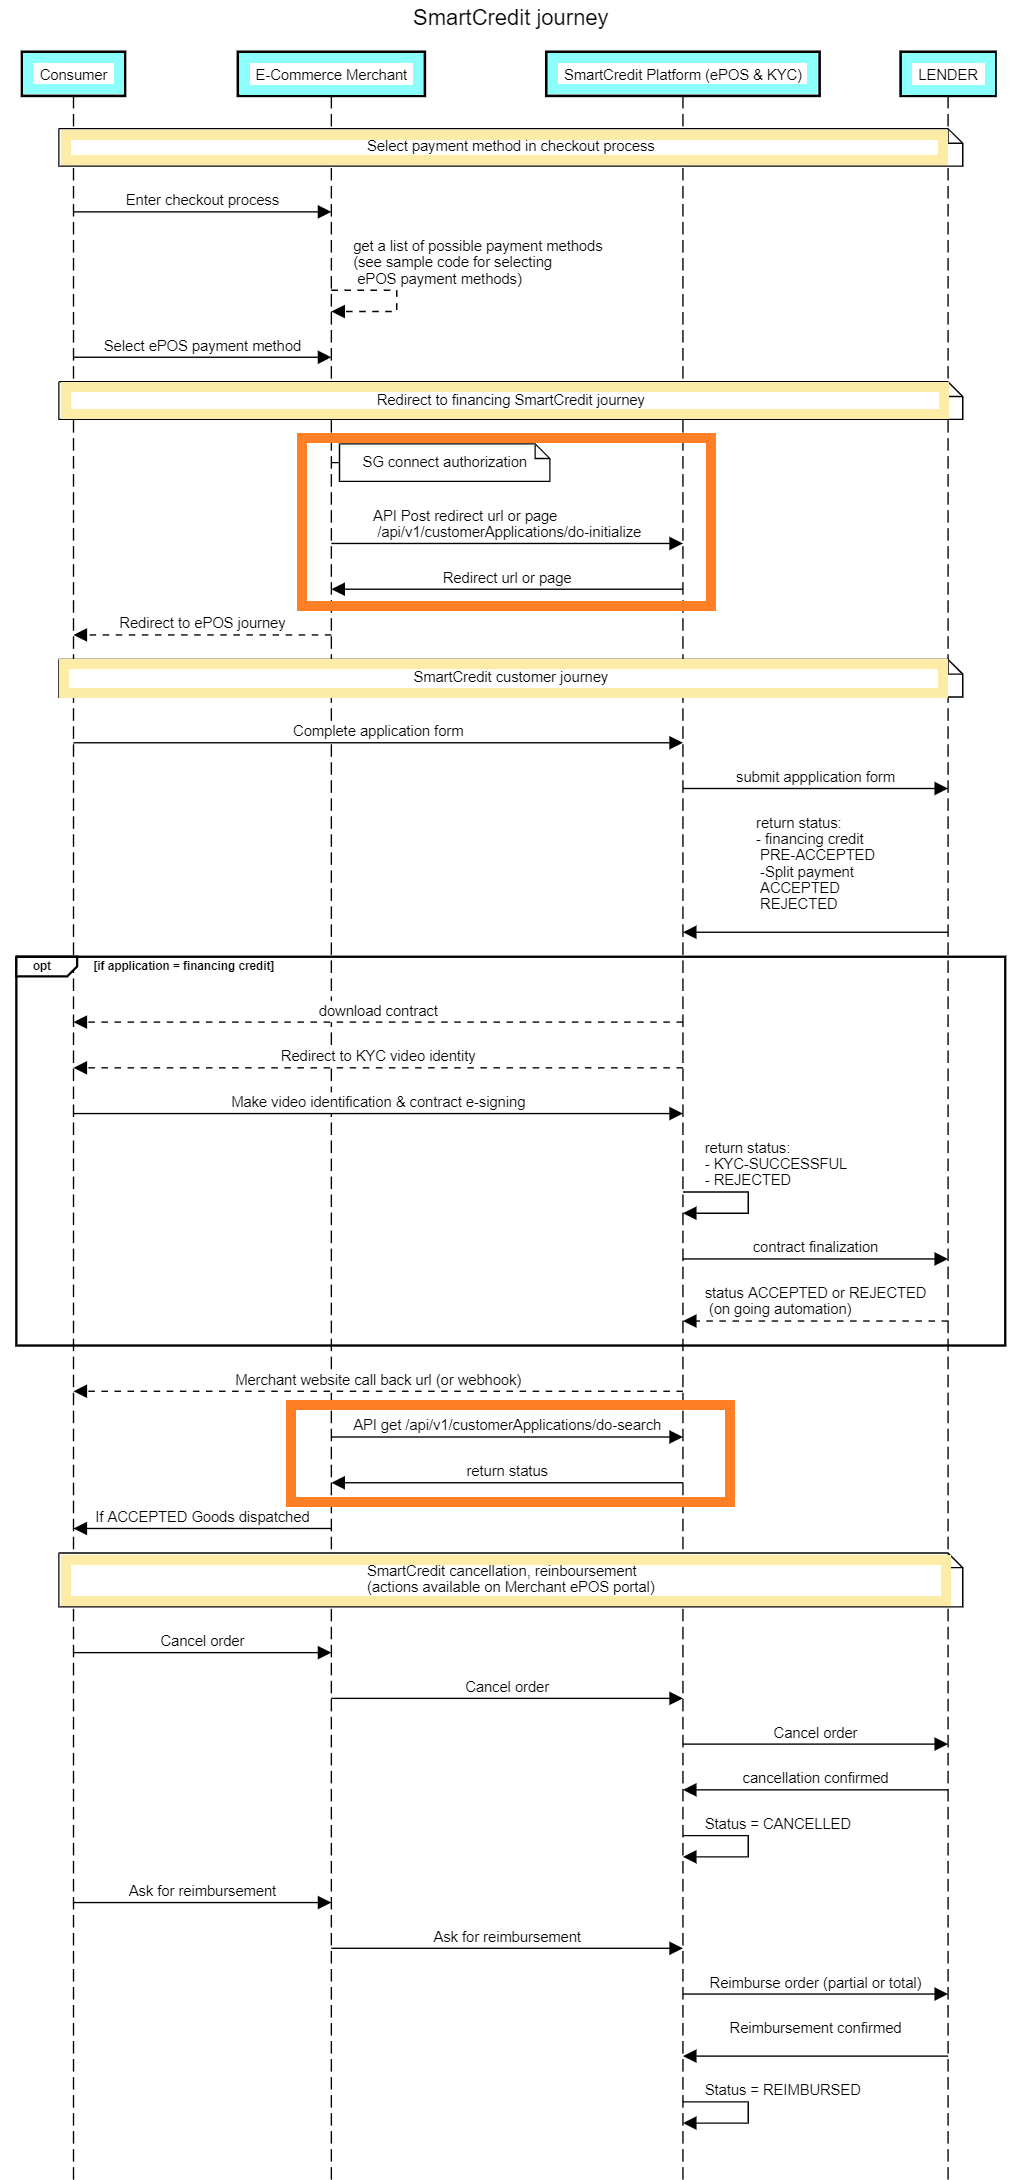 SmartCredit journey
Consumer
E-Commerce Merchant
SmartCredit Platform (ePOS & KYC)
LENDER
Select payment method in checkout process
Enter checkout process
get a list of possible payment methods
(see sample code for selecting
ePOS payment methods)
Select ePOS payment method
Redirect to financing SmartCredit journey
SG connect authorization
API Post redirect url or page
/api/v1/customerApplications/do-initialize
Redirect url or page
Redirect to ePOS journey
SmartCredit customer journey
Complete application form
submit appplication form
return status:
- financing credit
PRE-ACCEPTED
-Split payment
ACCEPTED
REJECTED
opt
[if application = financing credit]
download contract
Redirect to KYC video identity
Make video identification & contract e-signing
return status:
- KYC-SUCCESSFUL
- REJECTED
contract finalization
status ACCEPTED or REJECTED
(on going automation)
Merchant website call back url (or webhook)
API get /api/v1/customerApplications/do-search
return status
If ACCEPTED Goods dispatched
SmartCredit cancellation, reinboursement
(actions available on Merchant ePOS portal)
Cancel order
Cancel order
Cancel order
cancellation confirmed
Status = CANCELLED
Ask for reimbursement
Ask for reimbursement
Reimburse order (partial or total)
Reimbursement confirmed
Status = REIMBURSED